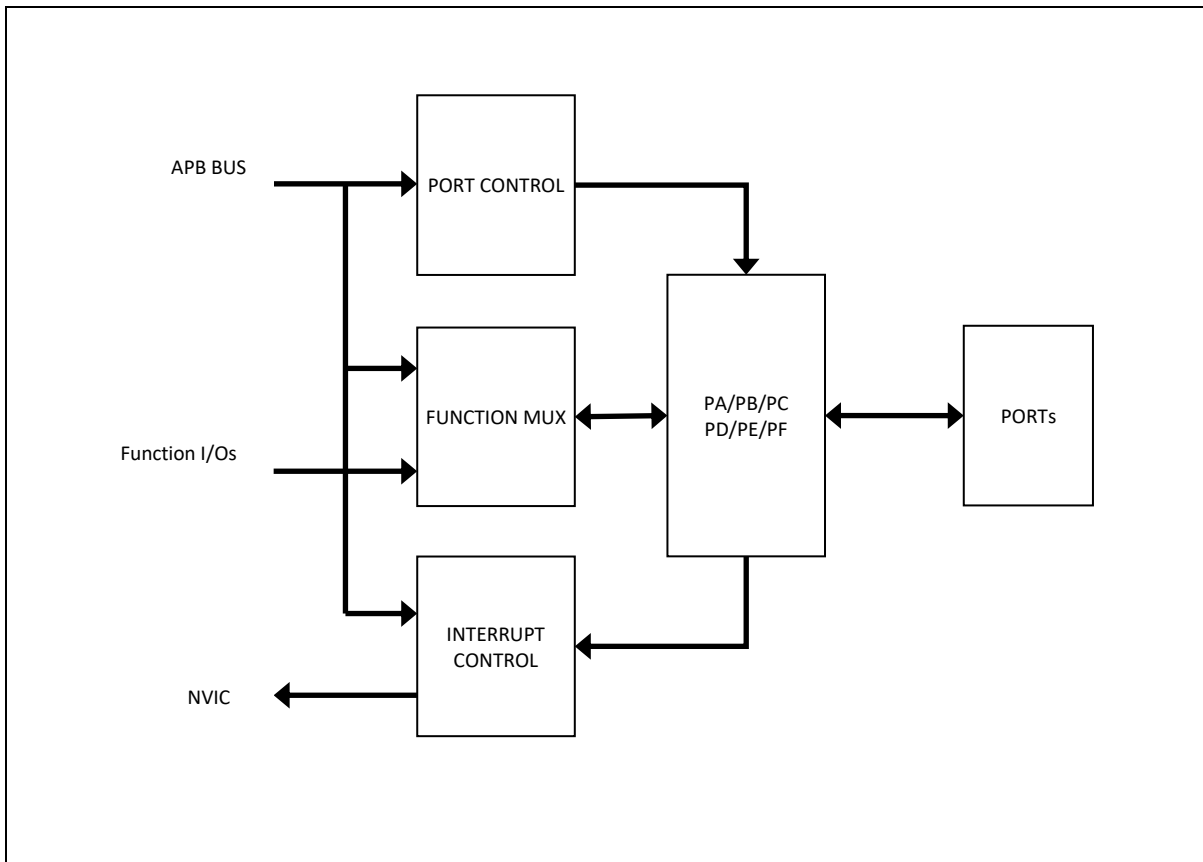 APB BUS
PORT CONTROL
FUNCTION MUX
PA/PB/PC
PD/PE/PF
PORTs
Function I/Os
INTERRUPT
CONTROL
NVIC